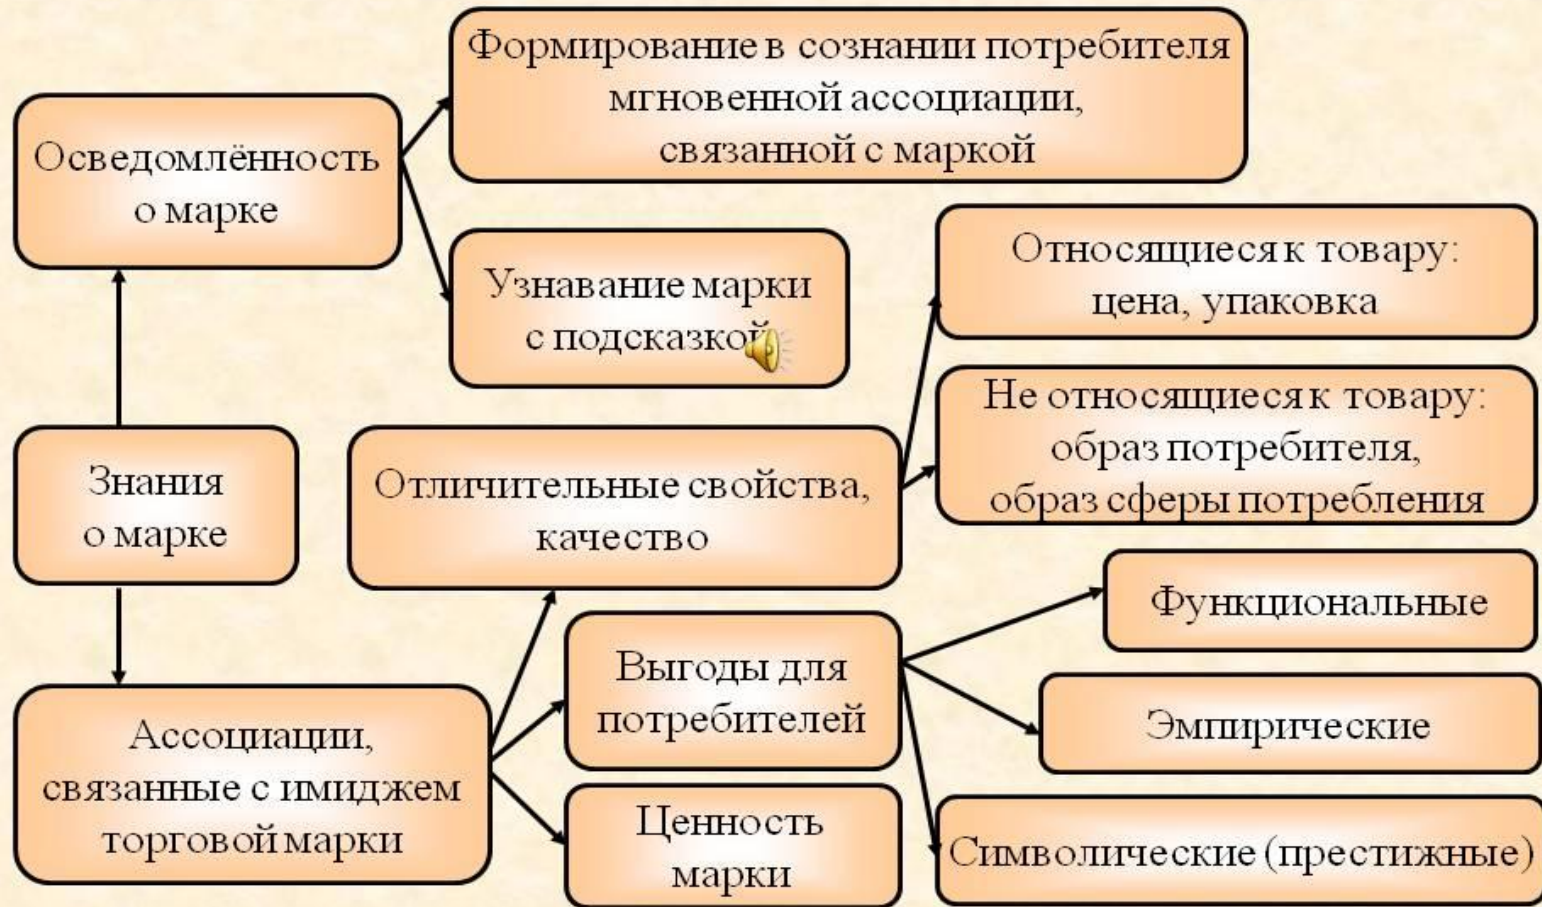 Формирование в сознании потребителя
мгновенной ассоциации,
связанной с маркой
Осведомлённость
о марке
Узнавание марки
с подсказкой
Относящиеся к товару:
цена, упаковка
Не относящиеся к товару:
образ потребителя,
образ сферы потребления
Знания
о марке
Отличительные свойства,
качество
Функциональные
Выгоды для
потребителей
Эмпирические
Ассоциации,
связанные с имиджем
торговой марки
Ценность
марки
Символические (престижные)